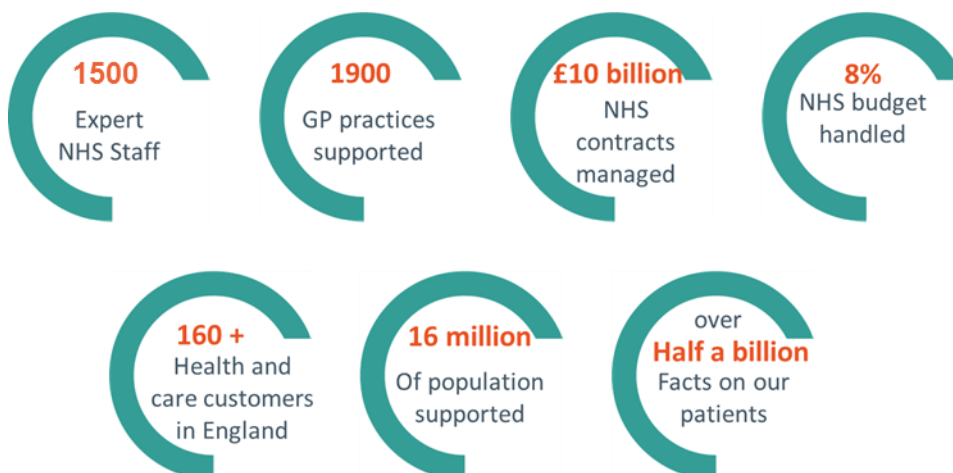 1500
Expert
NHS Staff
1900
GP practices
supported
£10 billion
NHS
contracts
managed
8%
NHS budget
handled
160 +
Health and
care customers
in England
16 million
Of population
supported
over
Half a billion
Facts on our
patients